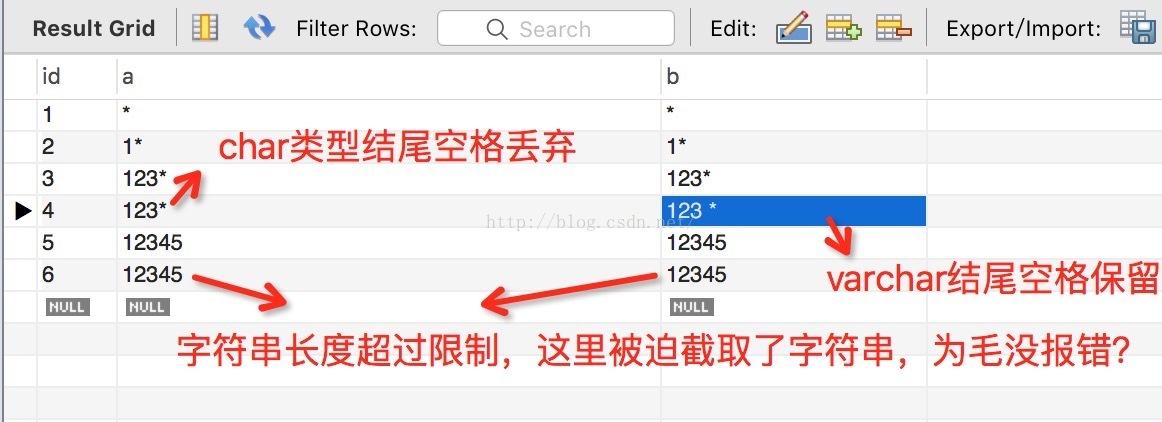 Result Grid Filter Rows: Search Edit: Export/Import:
id a b
1 * *
2 1* 1*
char类型结尾空格丢弃
3 123* 123*
4 123* 123 *
http://blog.csdn.net/
5 12345 12345
6 12345 12345
varchar结尾空格保留
NULL NULL NULL
字符串长度超过限制，这里被迫截取了字符串，为毛没报错？